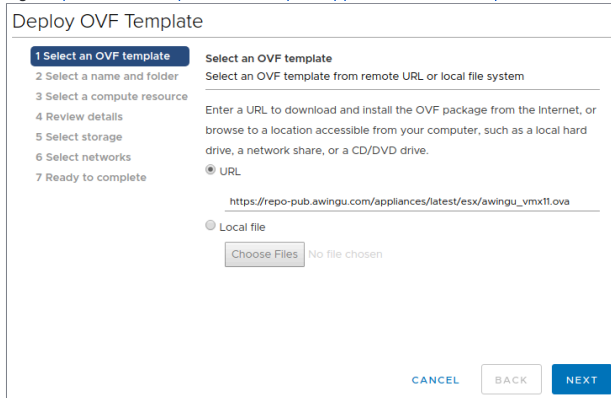 Deploy OVF Template
1 Select an OVF template
2 Select a name and folder
3 Select a compute resource
4 Review details
5 Select storage
6 Select networks
7 Ready to complete
Select an OVF template
Select an OVF template from remote URL or local file system
Enter a URL to download and install the OVF package from the Internet, or
browse to a location accessible from your computer, such as a local hard
drive, a network share, or a CD/DVD drive.
URL
https://repo-pub.awingu.com/appliances/latest/esx/awingu_vmx11.ova
Local file
Choose Files No file chosen
CANCEL BACK NEXT